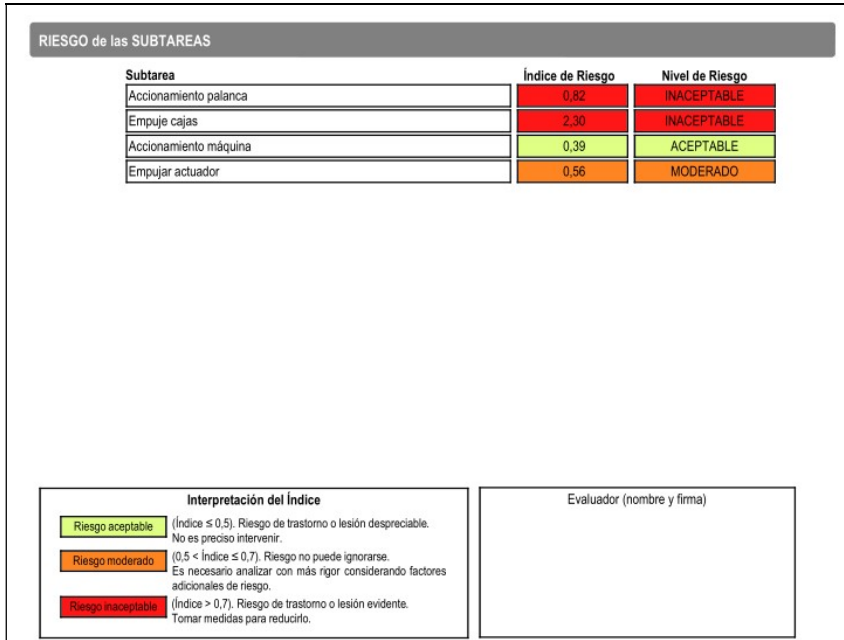 RIESGO de las SUBTAREAS
Subtarea Índice de Riesgo Nivel de Riesgo
Accionamiento palanca 0,82 INACEPTABLE
Empuje cajas 2,30 INACEPTABLE
Accionamiento máquina 0,39 ACEPTABLE
Empujar actuador 0,56 MODERADO
Interpretación del Índice
Riesgo aceptable (Índice ≤ 0,5). Riesgo de trastorno o lesión despreciable.
No es preciso intervenir.
Riesgo moderado (0,5 < Índice ≤ 0,7). Riesgo no puede ignorarse.
Es necesario analizar con más rigor considerando factores
adicionales de riesgo.
Riesgo inaceptable (Índice > 0,7). Riesgo de trastorno o lesión evidente.
Tomar medidas para reducirlo.
Evaluador (nombre y firma)